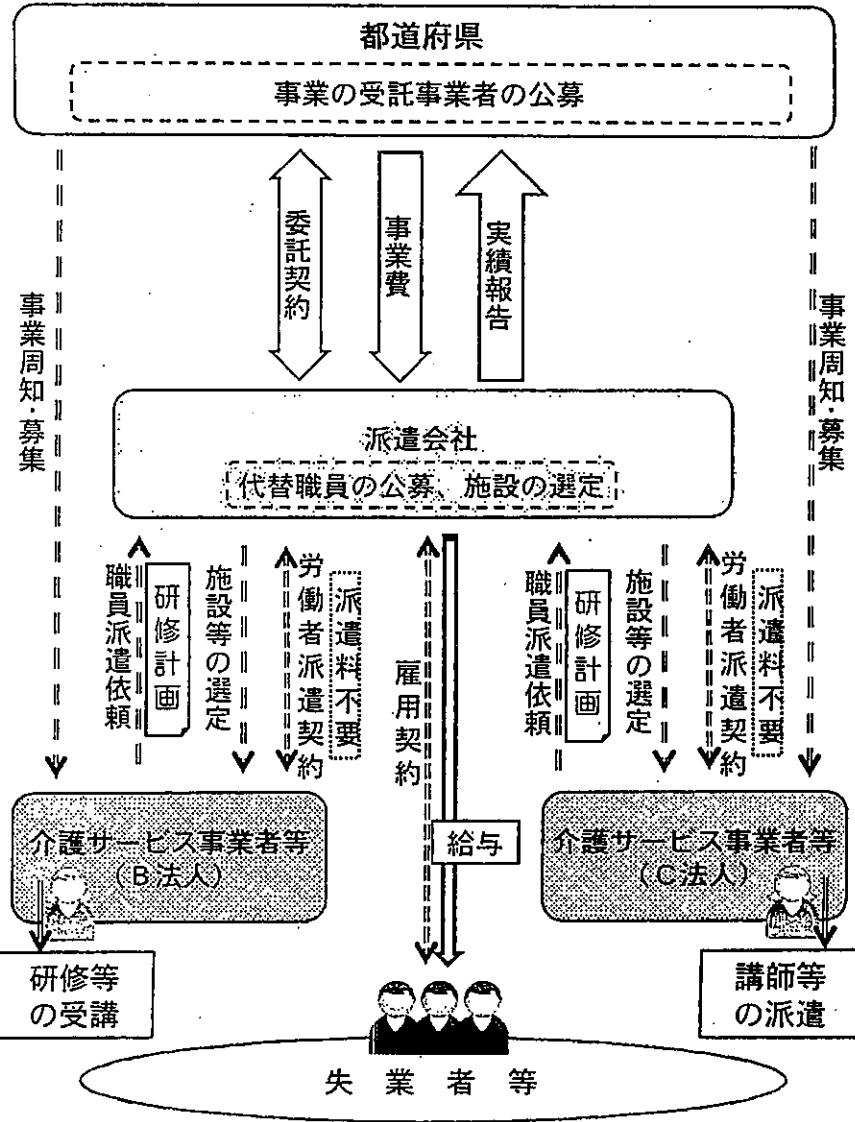 都道府県
事業の受託事業者の公募
委託契約
事業費
実績報告
事業周知・募集
事業周知・募集
派遣会社
代替職員の公募、施設の選定
職員派遣依頼
研修計画
施設等の選定
労働者派遣契約
派遣料不要
雇用契約
給与
職員派遣依頼
研修計画
施設等の選定
労働者派遣契約
派遣料不要
介護サービス事業者等
（B法人）
介護サービス事業者等
（C法人）
研修等
の受講
講師等
の派遣
失業者等